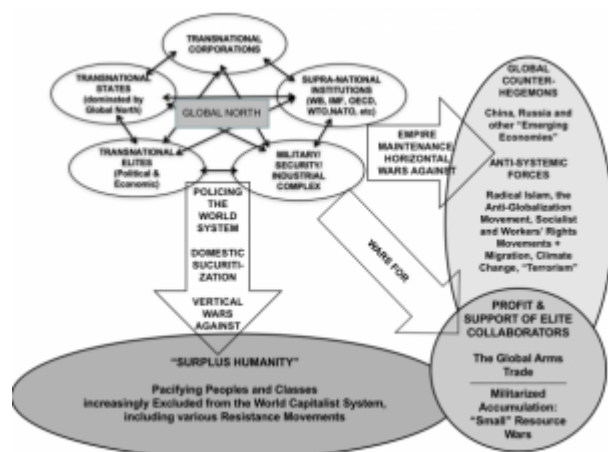 TRANSNATIONAL
CORPORATIONS
TRANSNATIONAL
STATES
(dominated by
Global North)
SUPRA-NATIONAL
INSTITUTIONS
(WB, IMF, OECD,
WTO,NATO, etc)
GLOBAL NORTH
TRANSNATIONAL
ELITES
(Political &
Economic)
MILITARY/
SECURITY/
INDUSTRIAL
COMPLEX
POLICING
THE WORLD
SYSTEM
DOMESTIC
SUCURITI-
ZATION
VERTICAL
WARS
AGAINST
EMPIRE
MAINTENANCE
HORIZONTAL
WARS AGAINST
WARS FOR
GLOBAL
COUNTER-
HEGEMONS
China, Russia and
other "Emerging
Economies"
ANTI-SYSTEMIC
FORCES
Radical Islam, the
Anti-Globalization
Movement, Socialist
and Workers' Rights
Movements +
Migration, Climate
Change, "Terrorism"
PROFIT &
SUPPORT OF ELITE
COLLABORATORS
The Global Arms
Trade
Militarized
Accumulation:
"Small" Resource
Wars
"SURPLUS HUMANITY"
Pacifying Peoples and Classes
increasingly Excluded from the World Capitalist System,
including various Resistance Movements